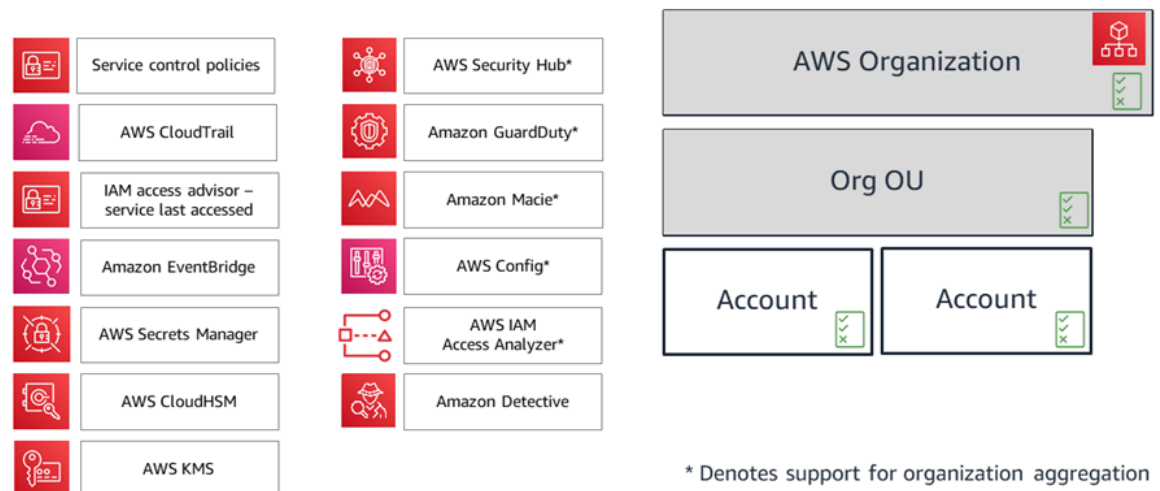 Service control policies
AWS CloudTrail
IAM access advisor –
service last accessed
Amazon EventBridge
AWS Secrets Manager
AWS CloudHSM
AWS KMS
AWS Security Hub*
Amazon GuardDuty*
Amazon Macie*
AWS Config*
AWS IAM
Access Analyzer*
Amazon Detective
AWS Organization
Org OU
Account
Account
* Denotes support for organization aggregation